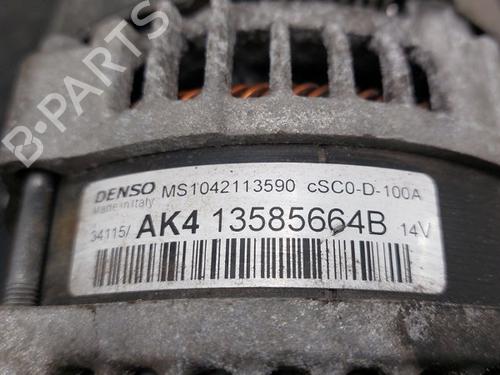 B-PARTS
DENSO MS1042113590 cSC0-D-100A
Made in Italy
34115/ AK4 13585664B 14V